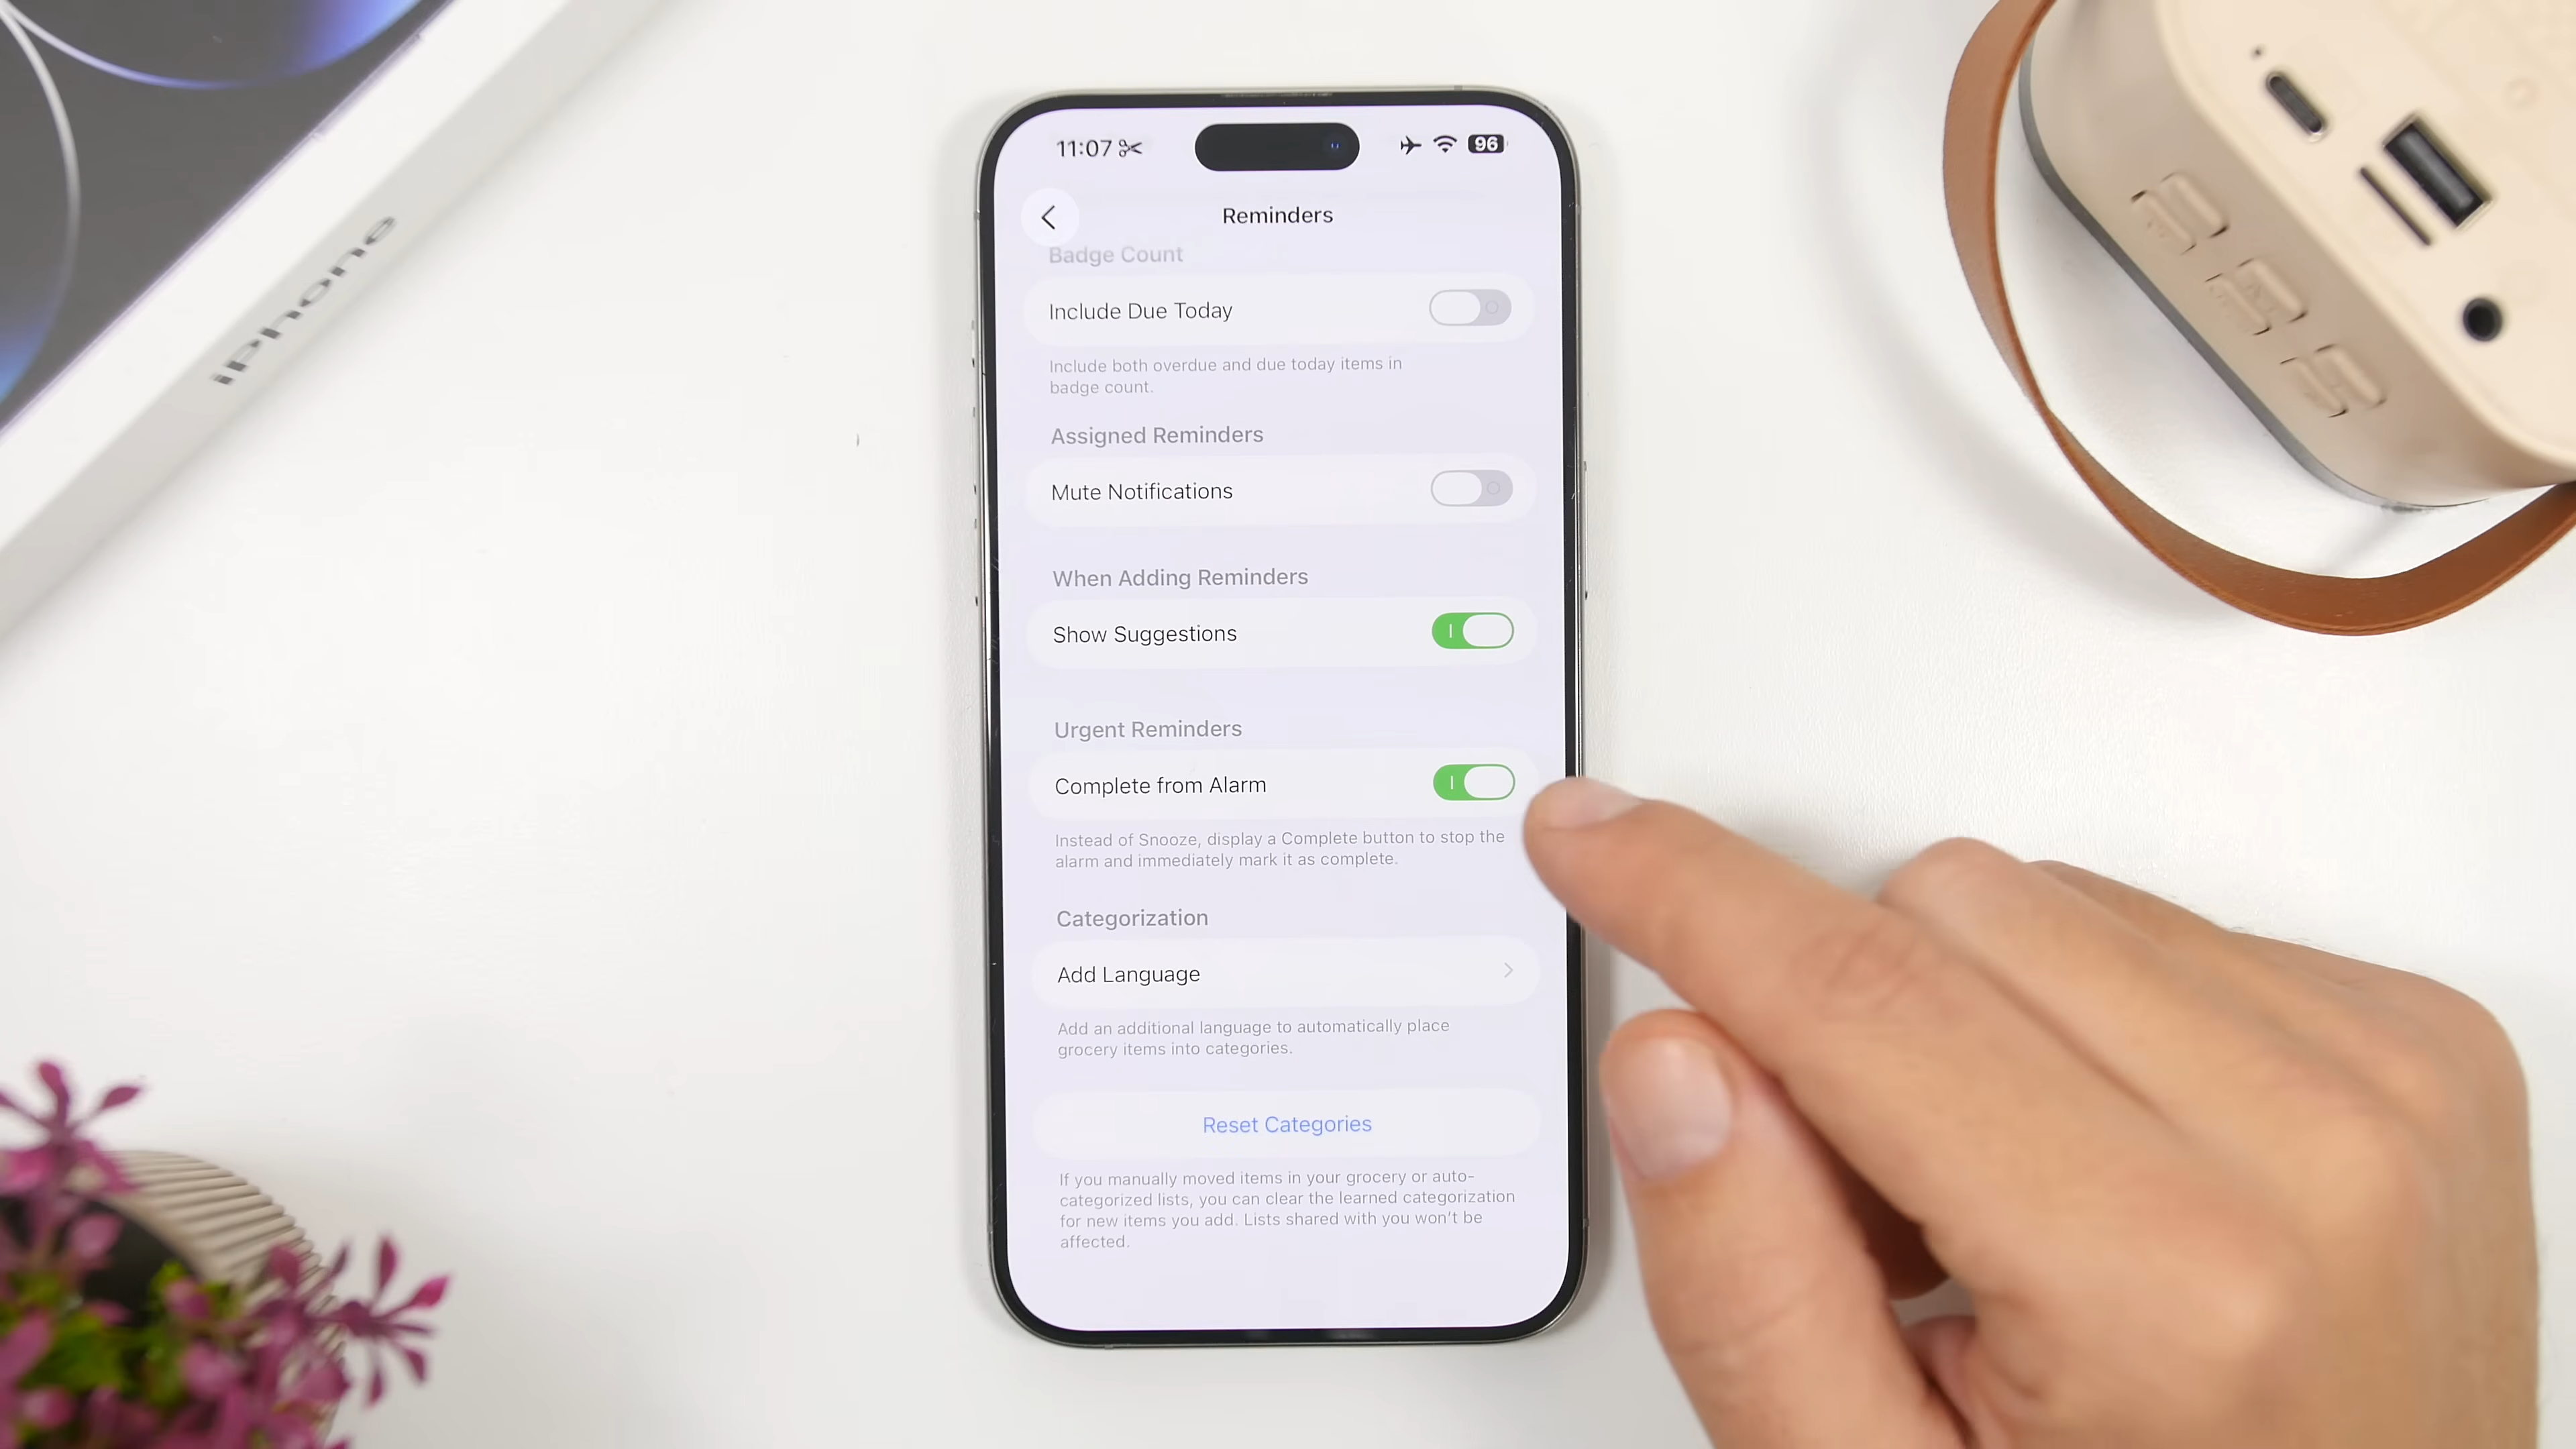 iPhone
11:07
96
Reminders
Badge Count
Include Due Today
Include both overdue and due today items in
badge count.
Assigned Reminders
Mute Notifications
When Adding Reminders
Show Suggestions
Urgent Reminders
Complete from Alarm
Instead of Snooze, display a Complete button to stop the
alarm and immediately mark it as complete.
Categorization
Add Language
Add an additional language to automatically place
grocery items into categories.
Reset Categories
If you manually moved items in your grocery or auto-
categorized lists, you can clear the learned categorization
for new items you add. Lists shared with you won't be
affected.